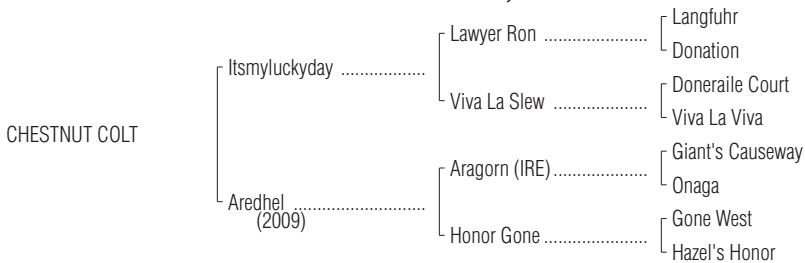 Langfuhr
Lawyer Ron ....................
Donation
Itsmyluckyday ..................
Doneraile Court
Viva La Slew ..................
Viva La Viva
CHESTNUT COLT
Giant's Causeway
Aragorn (IRE)..................
Onaga
Aredhel .........................
(2009)
Gone West
Honor Gone ....................
Hazel's Honor